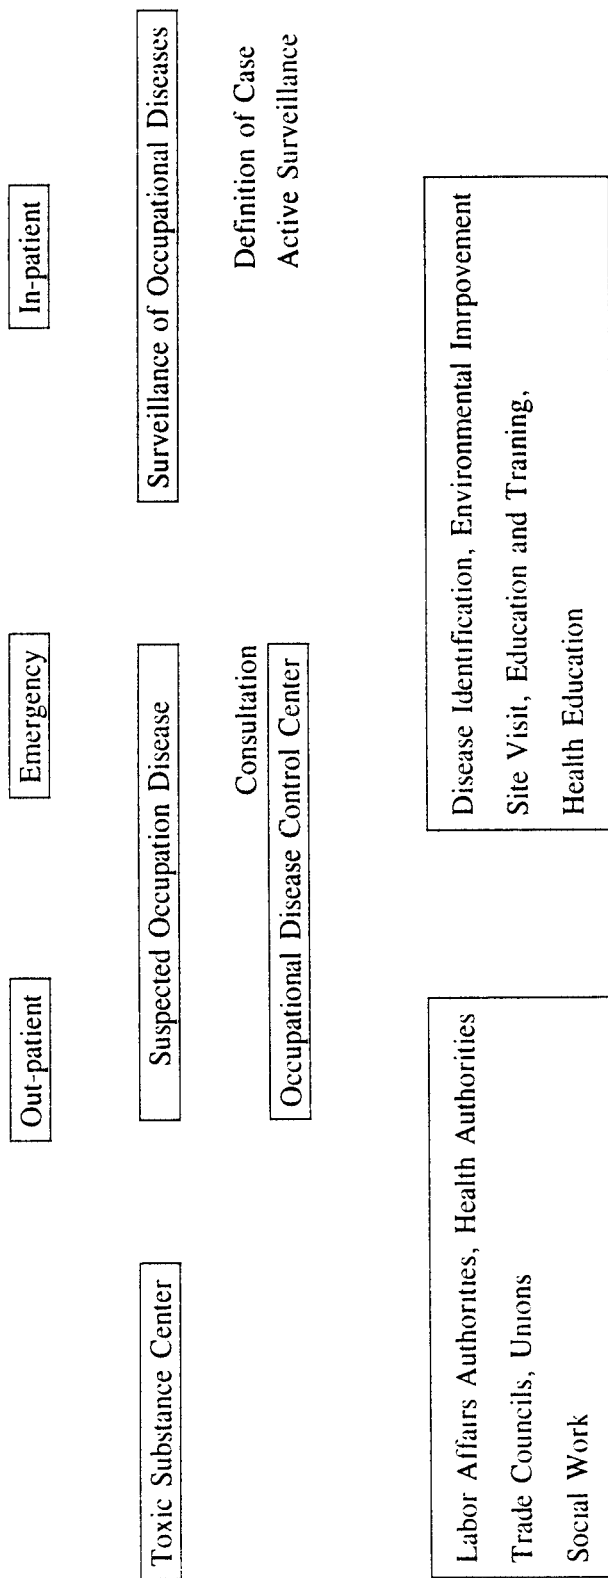 Out-patient
Emergency
In-patient
Toxic Substance Center
Suspected Occupation Disease
Surveillance of Occupational Diseases
Consultation
Definition of Case
Occupational Disease Control Center
Active Surveillance
Labor Affairs Authorities, Health Authorities
Trade Councils, Unions
Social Work
Disease Identification, Environmental Imrpovement
Site Visit, Education and Training,
Health Education